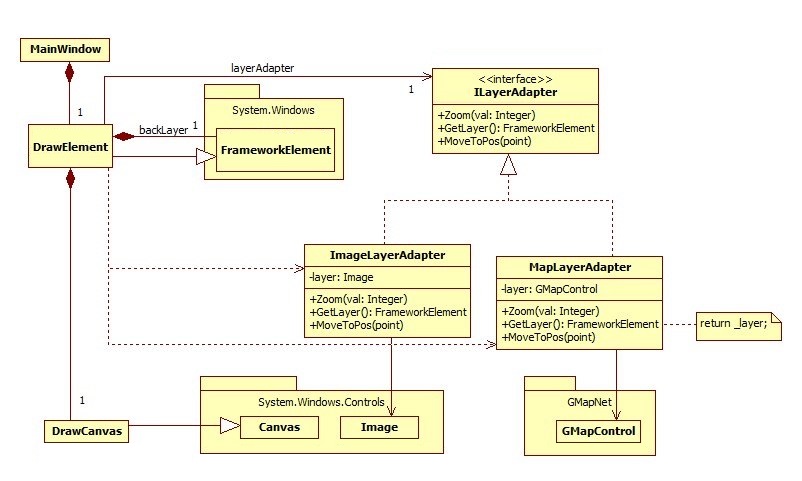 MainWindow
layerAdapter
1
<<interface>>
ILayerAdapter
+Zoom(val: Integer)
+GetLayer(): FrameworkElement
+MoveToPos(point)
1
System.Windows
backLayer
1
DrawElement
FrameworkElement
ImageLayerAdapter
-layer: Image
+Zoom(val: Integer)
+GetLayer(): FrameworkElement
+MoveToPos(point)
MapLayerAdapter
-layer: GMapControl
+Zoom(val: Integer)
+GetLayer(): FrameworkElement
+MoveToPos(point)
return _layer;
1
DrawCanvas
System.Windows.Controls
Canvas
Image
GMapNet
GMapControl